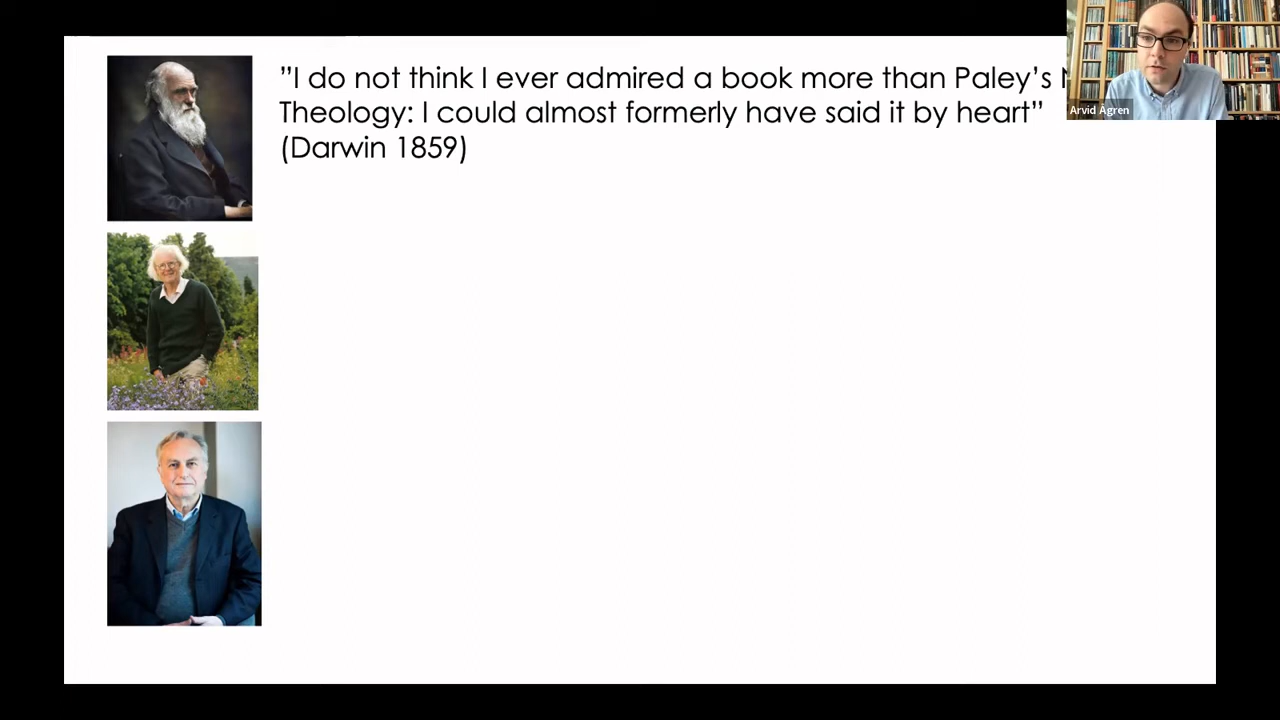 ”I do not think I ever admired a book more than Paley’s
Theology: I could almost formerly have said it by heart”
(Darwin 1859)
Arvid Ågren